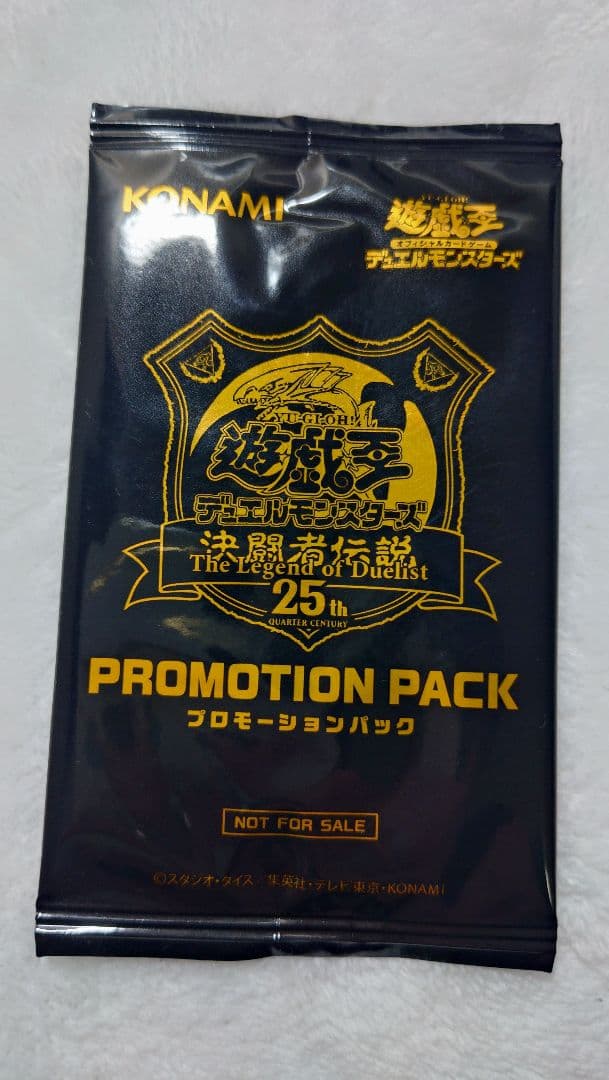 KONAMI
YU-GI-OH!
遊戯王
オフィシャルカードゲーム
デュエルモンスターズ
YU-GI-OH!
遊戯王
デュエルモンスターズ
決闘者伝説
The Legend of Duelist
25th
QUARTER CENTURY
PROMOTION PACK
プロモーションパック
NOT FOR SALE
©スタジオ・ダイス/集英社・テレビ東京・KONAMI